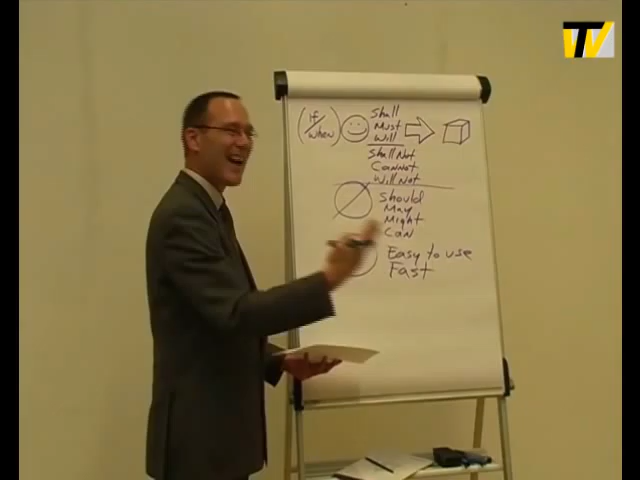 TV
(if/when) Shall
Must
Will
Shall Not
Cannot
Will Not
Should
May
Might
Can
Easy to use
Fast